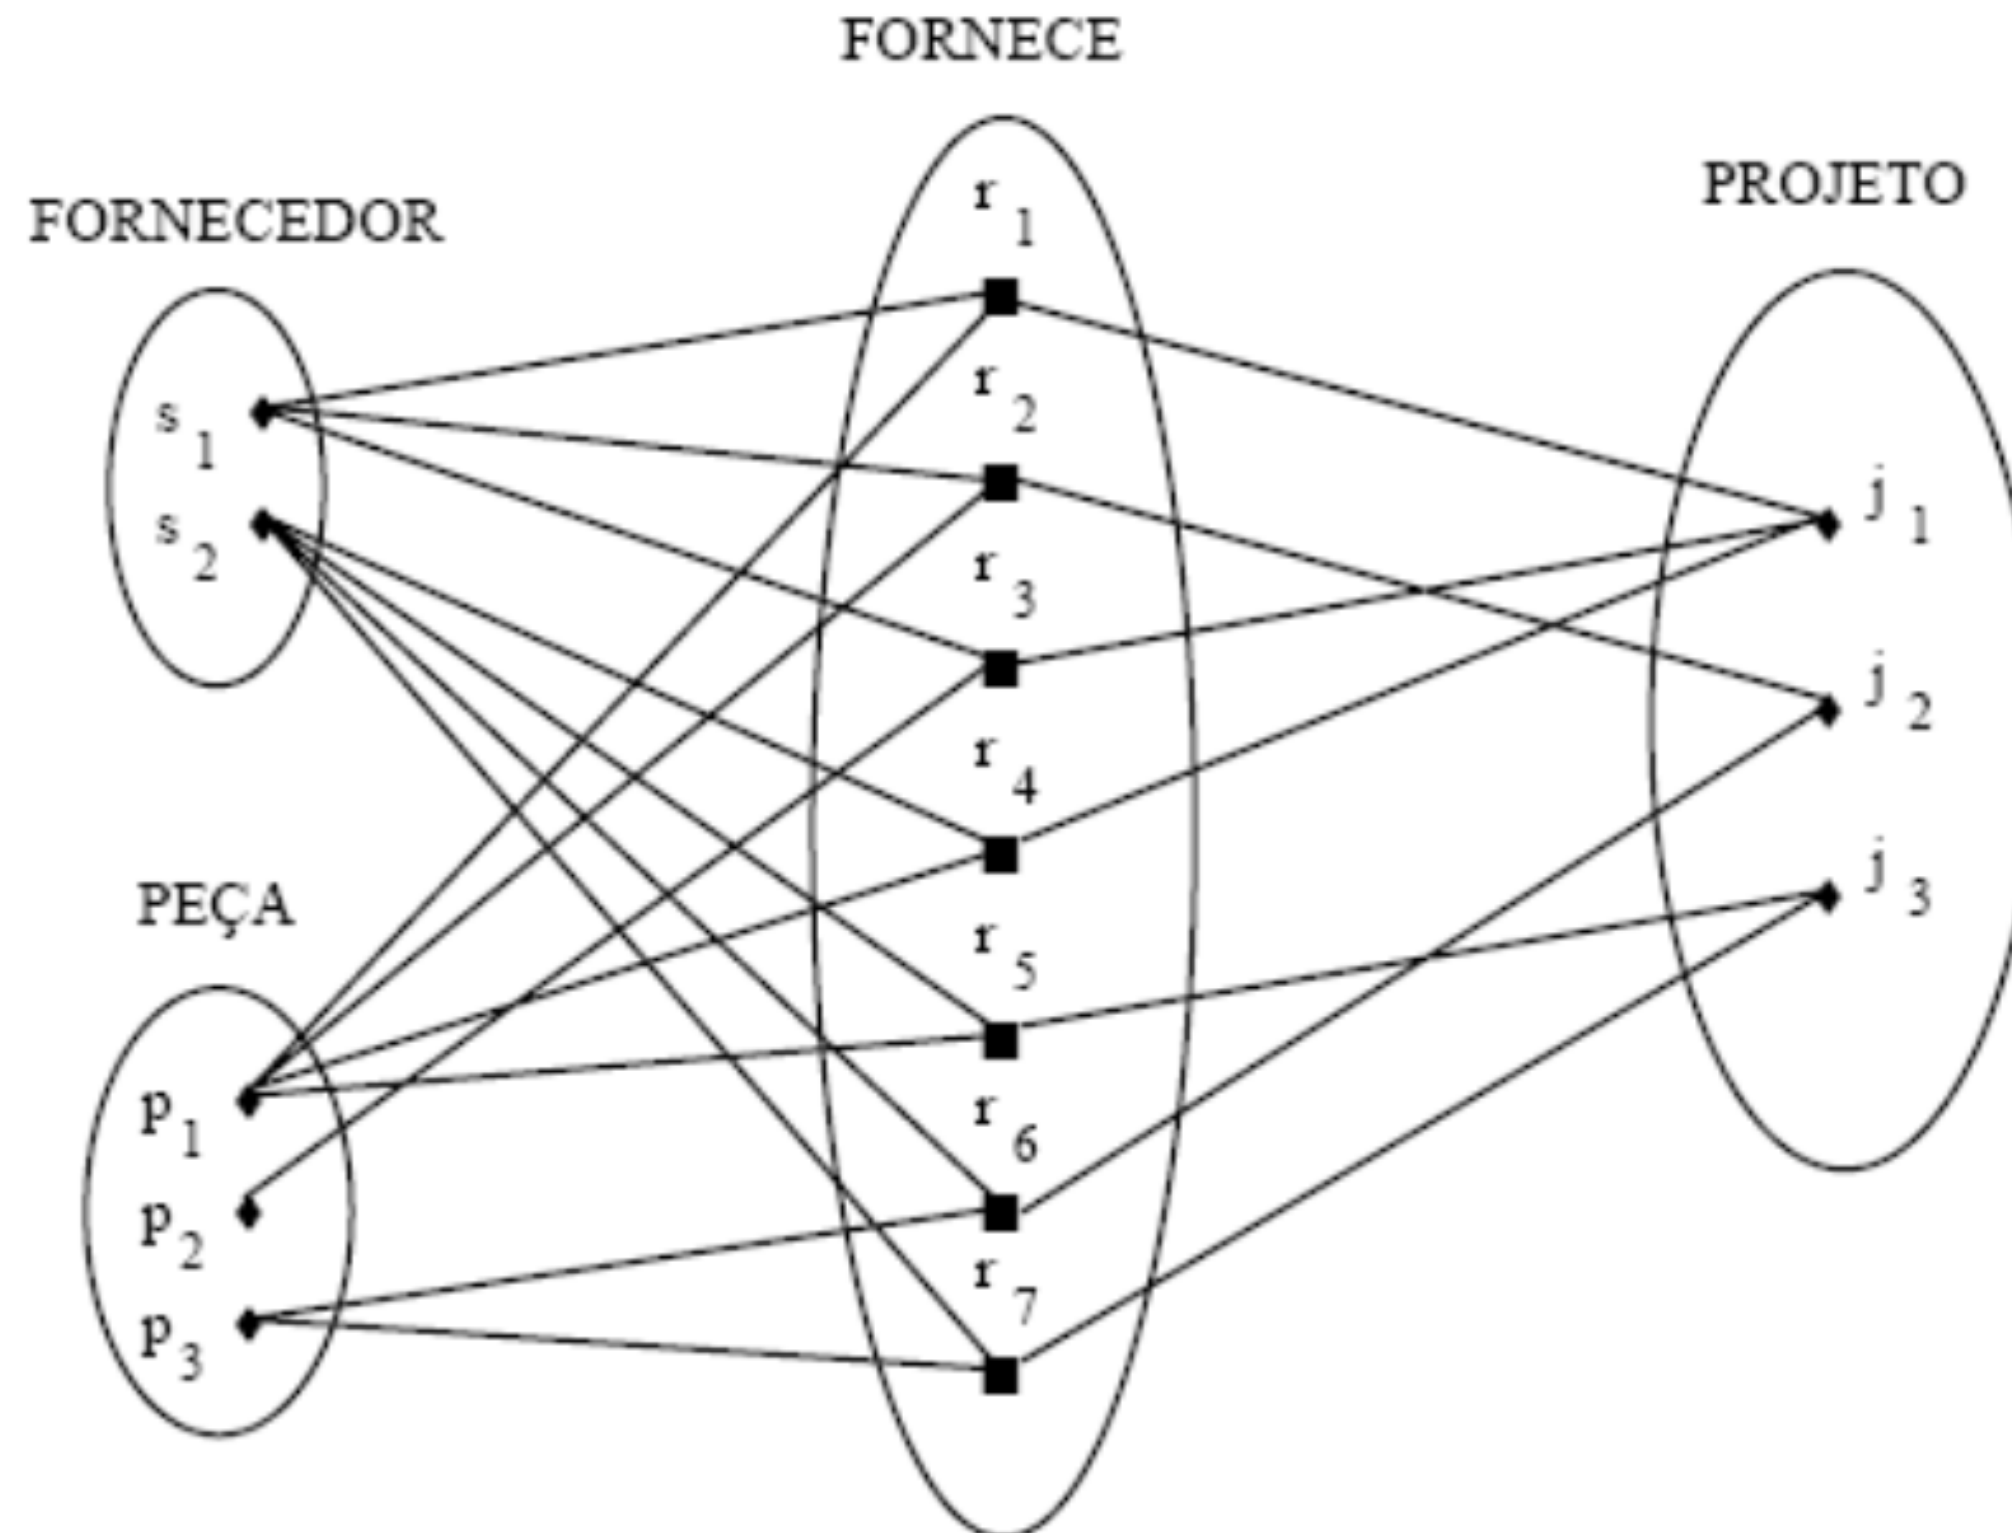 FORNECE
FORNECEDOR
PROJETO
r 1
r 2
r 3
r 4
r 5
r 6
r 7
s 1
s 2
PEÇA
p 1
p 2
p 3
j 1
j 2
j 3